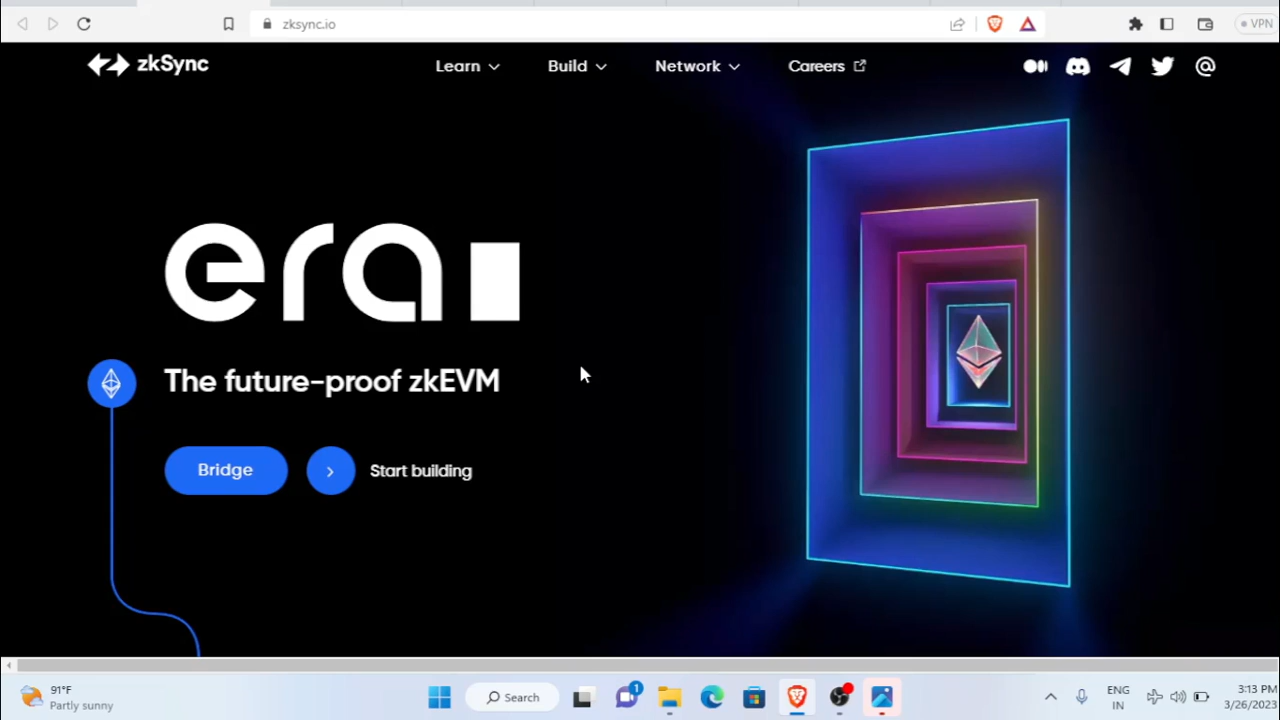 zksync.io
VPN
zkSync
Learn
Build
Network
Careers
era
The future-proof zkEVM
Bridge
Start building
91°F
Partly sunny
Search
1
ENG
IN
3:13 PM
3/26/2023